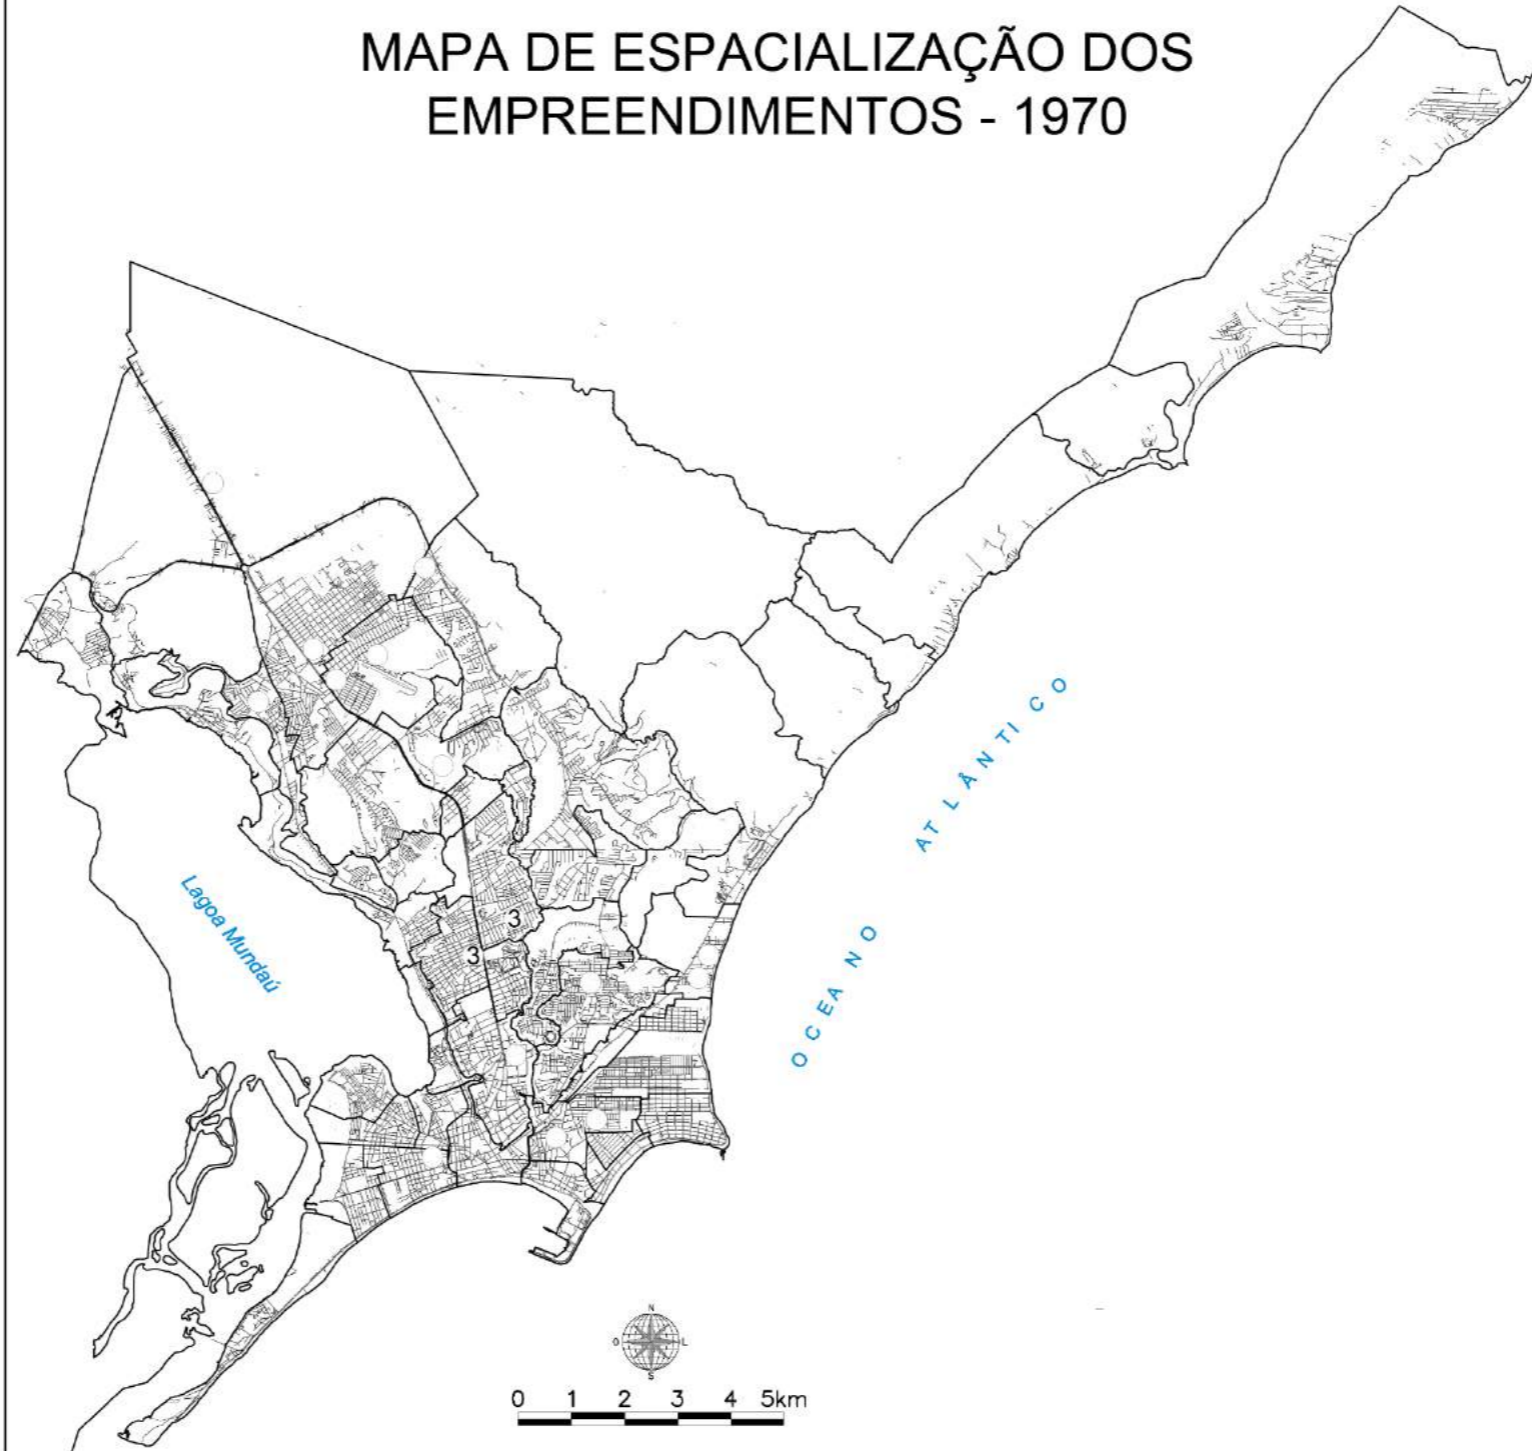 MAPA DE ESPACIALIZAÇÃO DOS
EMPREENDIMENTOS - 1970
OCEANO ATLÂNTICO
Lagoa Mundaú
3
3
N
O L
S
0 1 2 3 4 5km